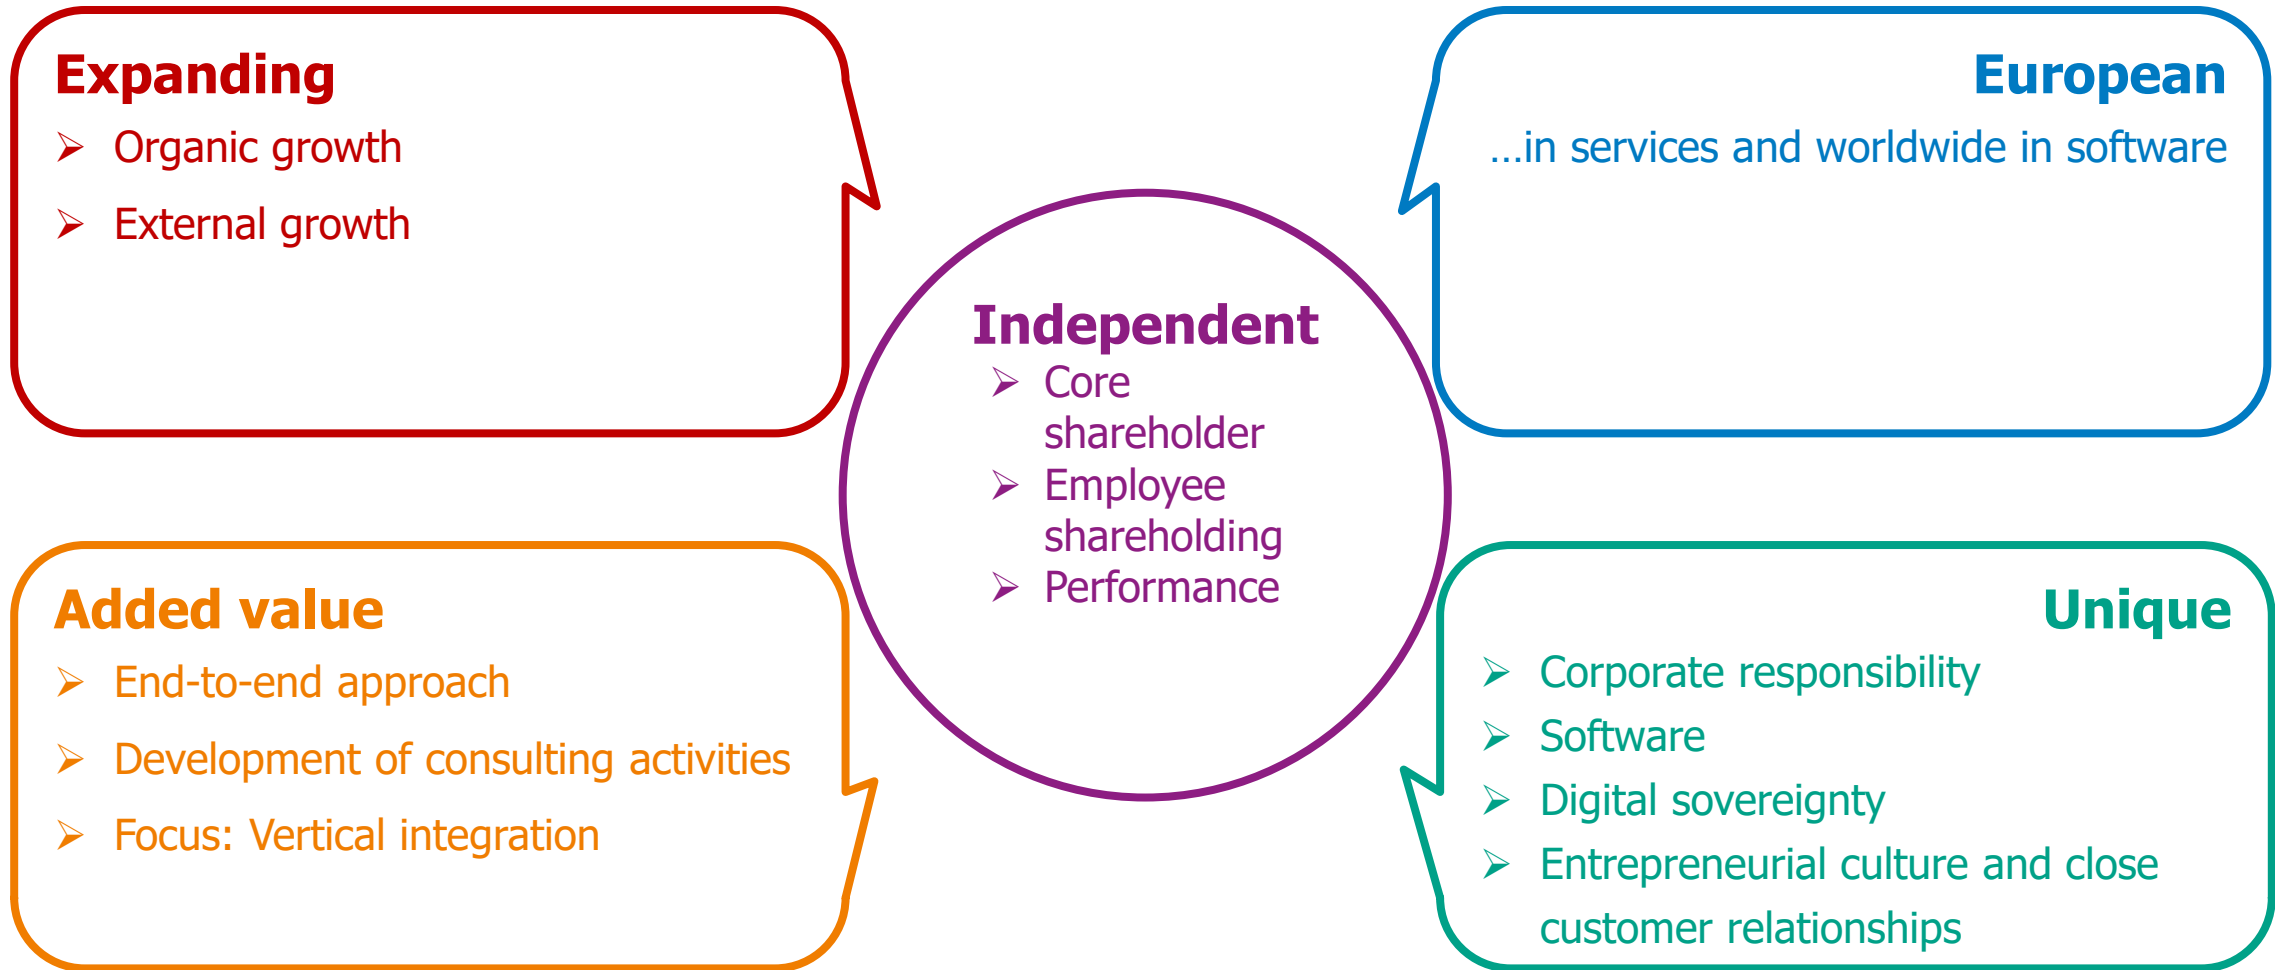 Expanding
➢ Organic growth
➢ External growth
European
…in services and worldwide in software
Independent
➢ Core
shareholder
➢ Employee
shareholding
➢ Performance
Added value
➢ End-to-end approach
➢ Development of consulting activities
➢ Focus: Vertical integration
Unique
➢ Corporate responsibility
➢ Software
➢ Digital sovereignty
➢ Entrepreneurial culture and close
customer relationships